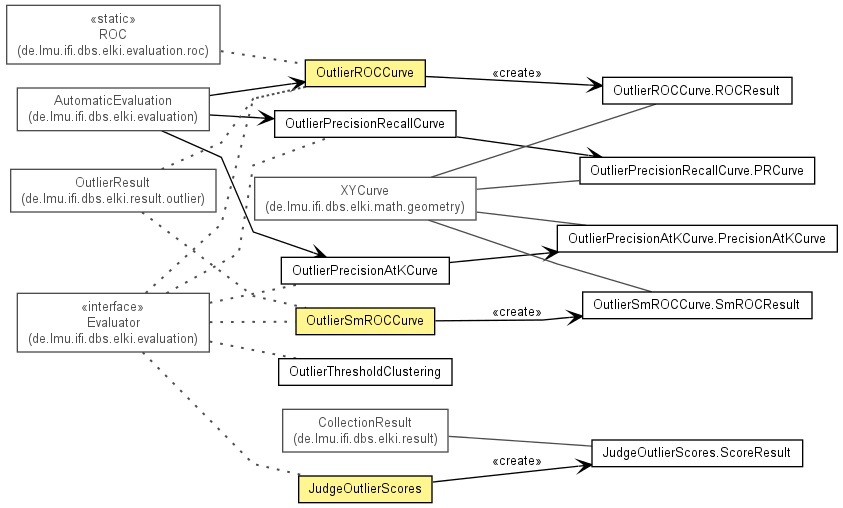 «static»
ROC
(de.lmu.ifi.dbs.elki.evaluation.roc)
OutlierROCCurve
«create»
OutlierROCCurve.ROCResult
AutomaticEvaluation
(de.lmu.ifi.dbs.elki.evaluation)
OutlierPrecisionRecallCurve
OutlierPrecisionRecallCurve.PRCurve
OutlierResult
(de.lmu.ifi.dbs.elki.result.outlier)
XYCurve
(de.lmu.ifi.dbs.elki.math.geometry)
OutlierPrecisionAtKCurve.PrecisionAtKCurve
OutlierPrecisionAtKCurve
«interface»
Evaluator
(de.lmu.ifi.dbs.elki.evaluation)
OutlierSmROCCurve
«create»
OutlierSmROCCurve.SmROCResult
OutlierThresholdClustering
CollectionResult
(de.lmu.ifi.dbs.elki.result)
JudgeOutlierScores.ScoreResult
«create»
JudgeOutlierScores